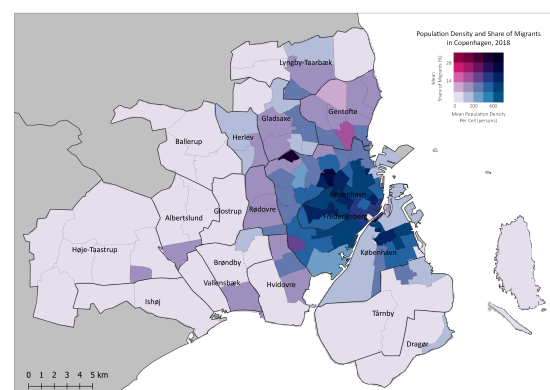 Population Density and Share of Migrants
in Copenhagen, 2018
28
14
0
0 200 400
Mean
Share of Migrants (%)
Mean Population Density
Per Cell (persons)
Lyngby-Taarbæk
Gentofte
Gladsaxe
Herlev
Ballerup
København
Frederiksberg
Rødovre
Glostrup
Albertslund
København
Høje-Taastrup
Brøndby
Vallensbæk
Hvidovre
Ishøj
Tårnby
Dragør
0 1 2 3 4 5 km